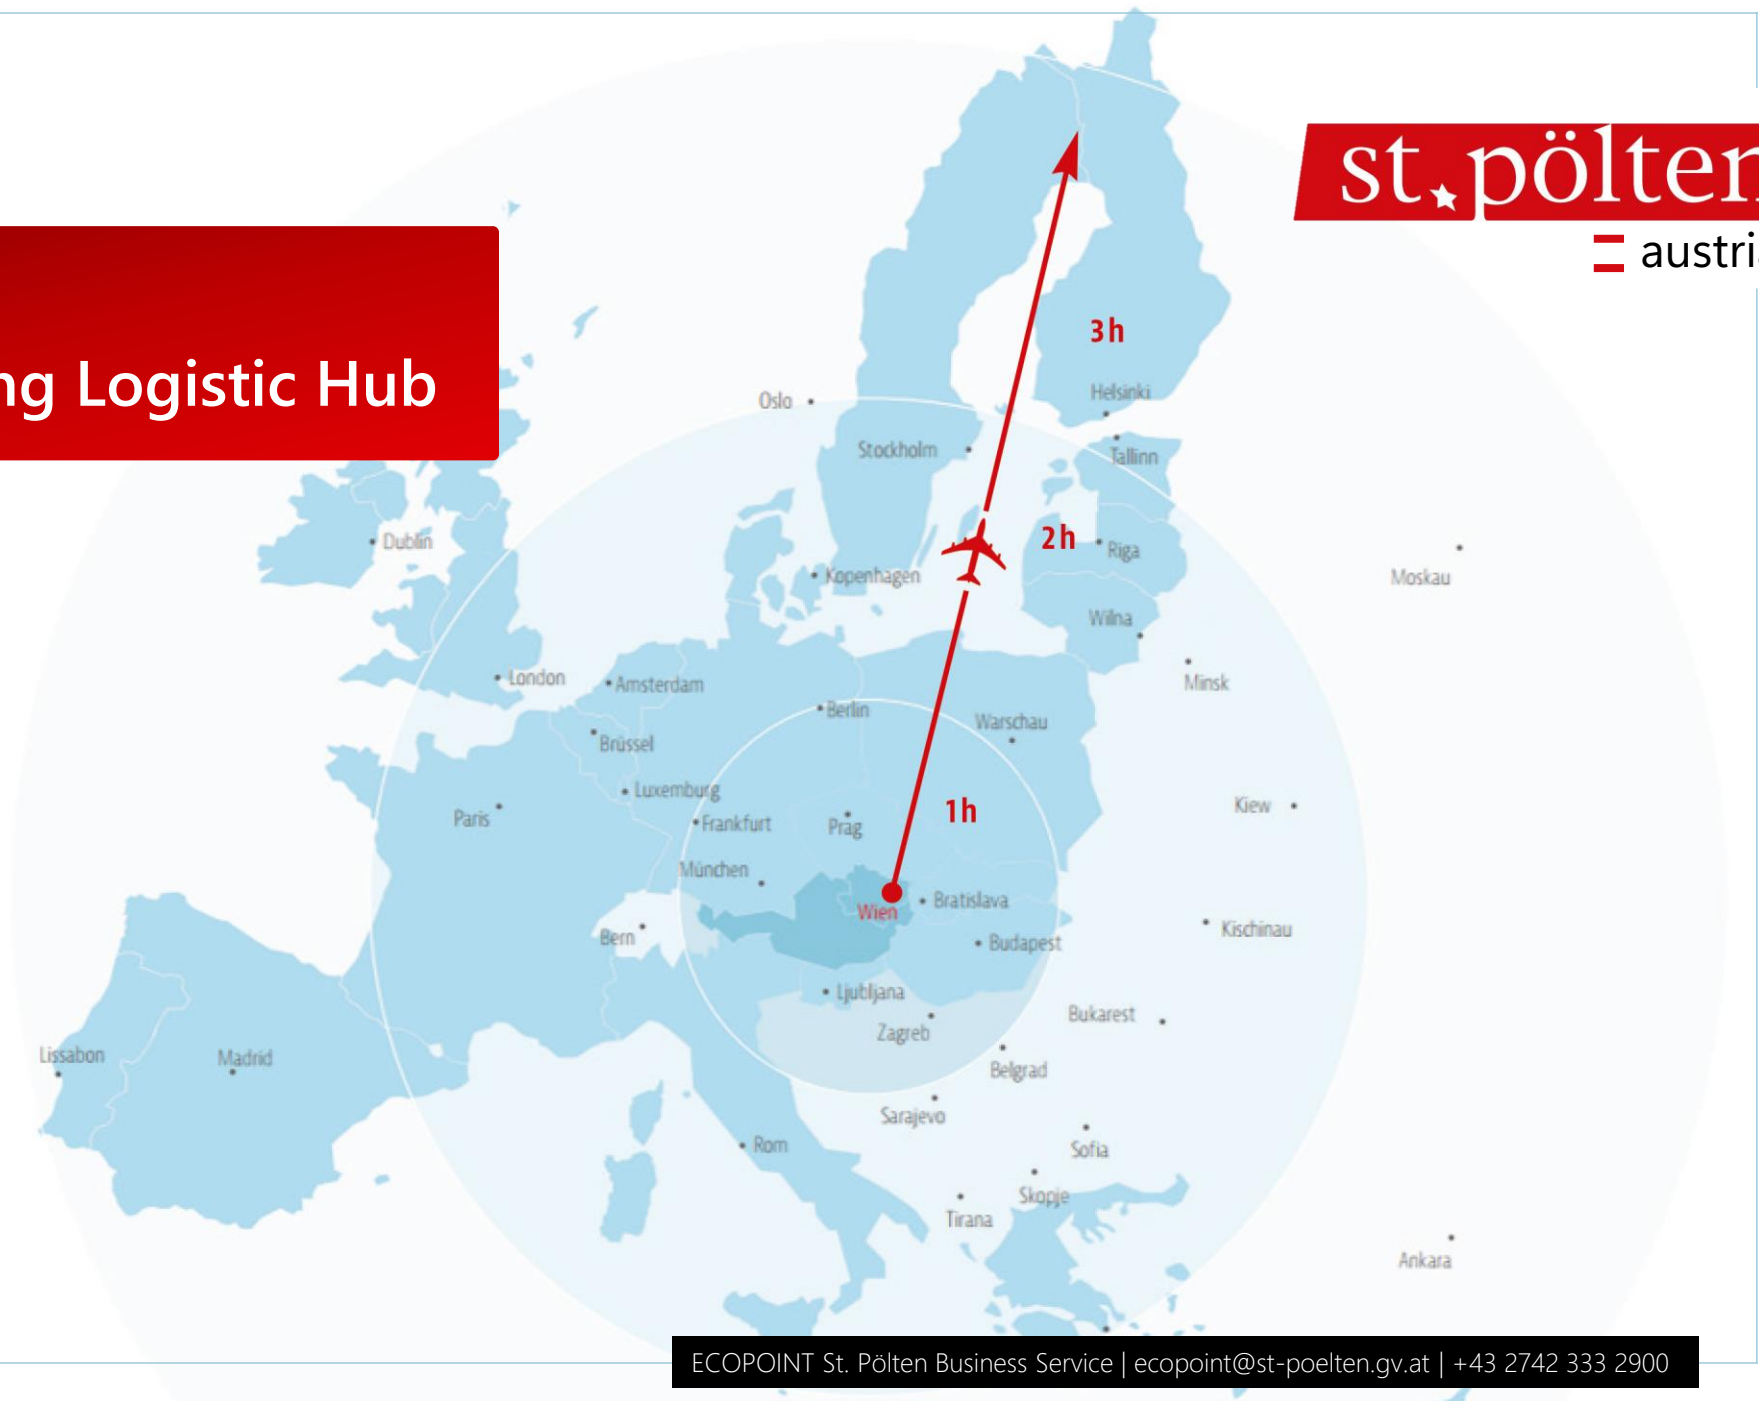 st.pölten
austria
ng Logistic Hub
3h
Oslo
Helsinki
Stockholm
Tallinn
2h
Dublin
Riga
Kopenhagen
Moskau
Wilna
London
Amsterdam
Minsk
Berlin
Warschau
Brüssel
Luxemburg
1h
Kiew
Paris
Frankfurt
Prag
München
Bratislava
Wien
Kischinau
Bern
Budapest
Ljubljana
Bukarest
Zagreb
Lissabon
Madrid
Belgrad
Sarajevo
Rom
Sofia
Skopje
Tirana
Ankara
ECOPOINT St. Pölten Business Service | ecopoint@st-poelten.gv.at | +43 2742 333 2900